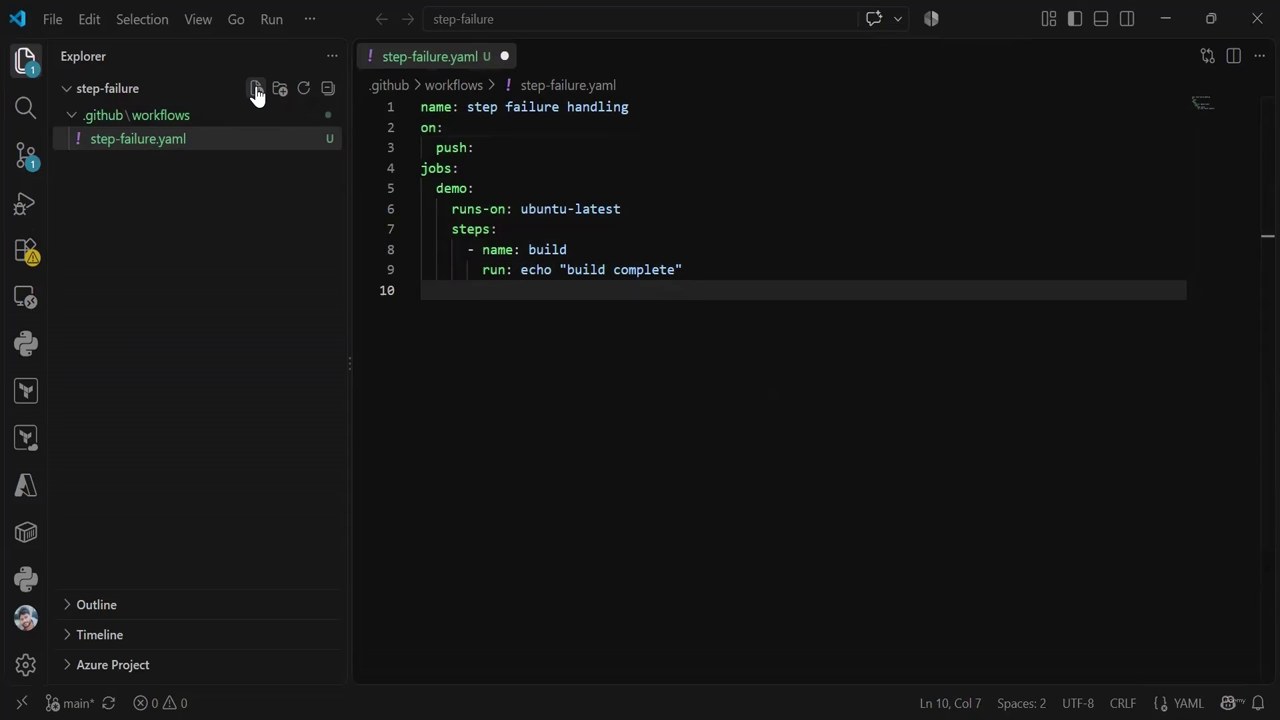 File Edit Selection View Go Run ···
step-failure
Explorer
step-failure
.github\workflows
step-failure.yaml U
1
1
Outline
Timeline
Azure Project
step-failure.yaml U
.github > workflows > step-failure.yaml
1 name: step failure handling
2 on:
3 push:
4 jobs:
5 demo:
6 runs-on: ubuntu-latest
7 steps:
8 - name: build
9 run: echo "build complete"
10
main* 0 0 Ln 10, Col 7 Spaces: 2 UTF-8 CRLF {} YAML